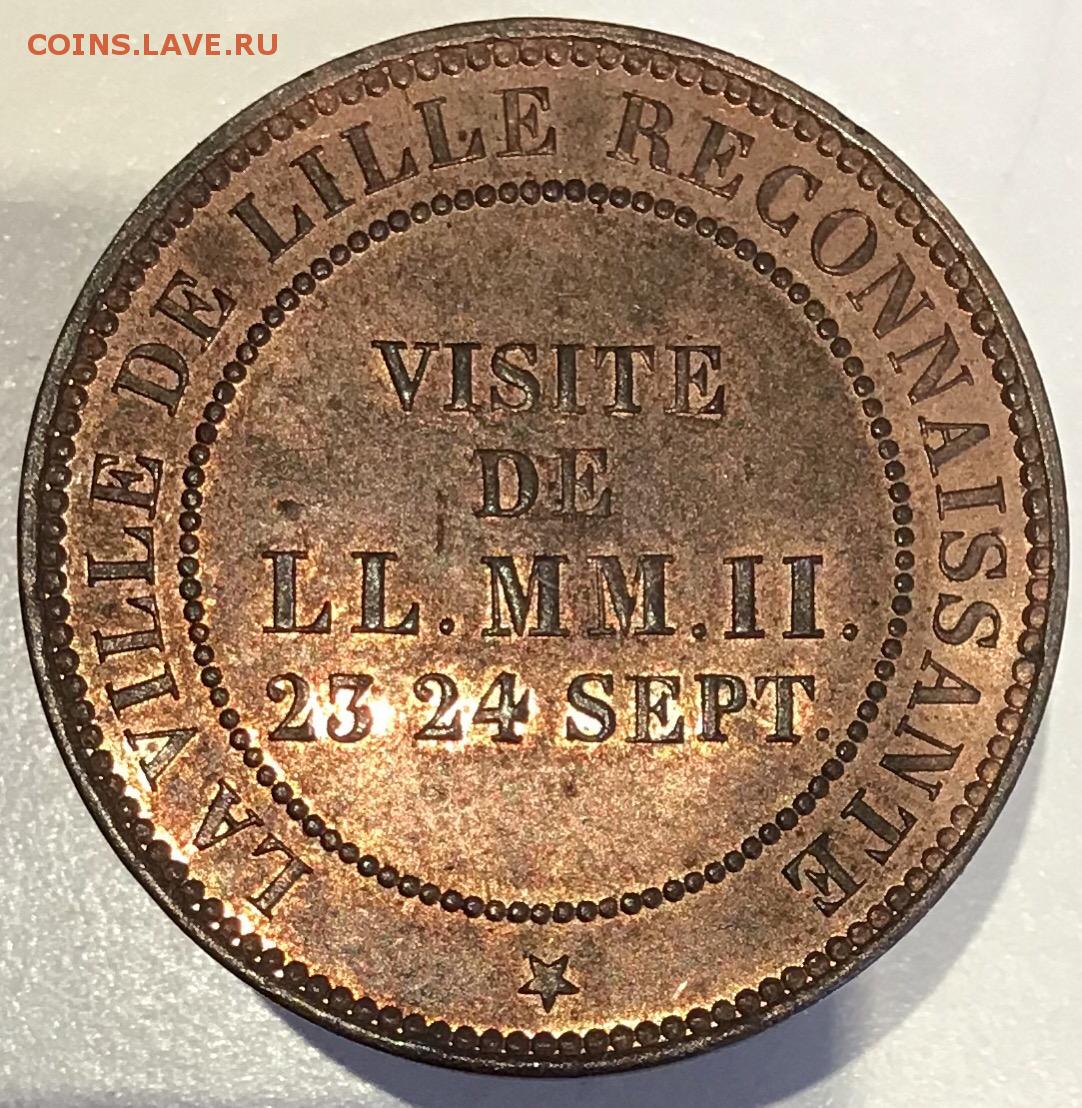 COINS.LAVE.RU
LA VILLE DE LILLE RECONNAISSANTE
VISITE
DE
LL.MM.II.
23 24 SEPT.